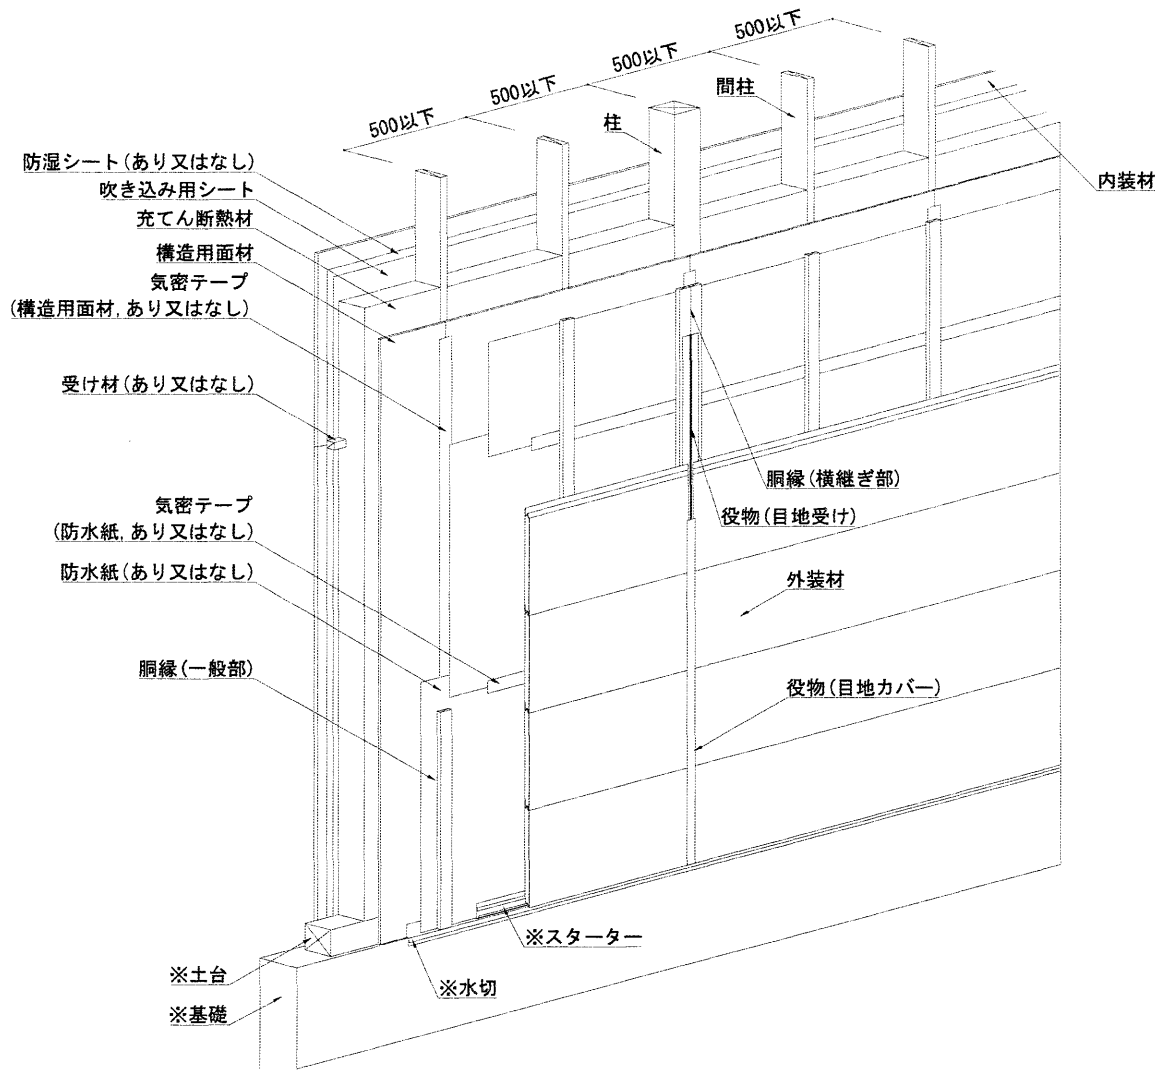 500以下
500以下
500以下
500以下
間柱
柱
内装材
防湿シート(あり又はなし)
吹き込み用シート
充てん断熱材
構造用面材
気密テープ
(構造用面材, あり又はなし)
受け材(あり又はなし)
胴縁(横継ぎ部)
役物(目地受け)
気密テープ
(防水紙, あり又はなし)
防水紙(あり又はなし)
外装材
胴縁(一般部)
役物(目地カバー)
※スターター
※水切
※土台
※基礎